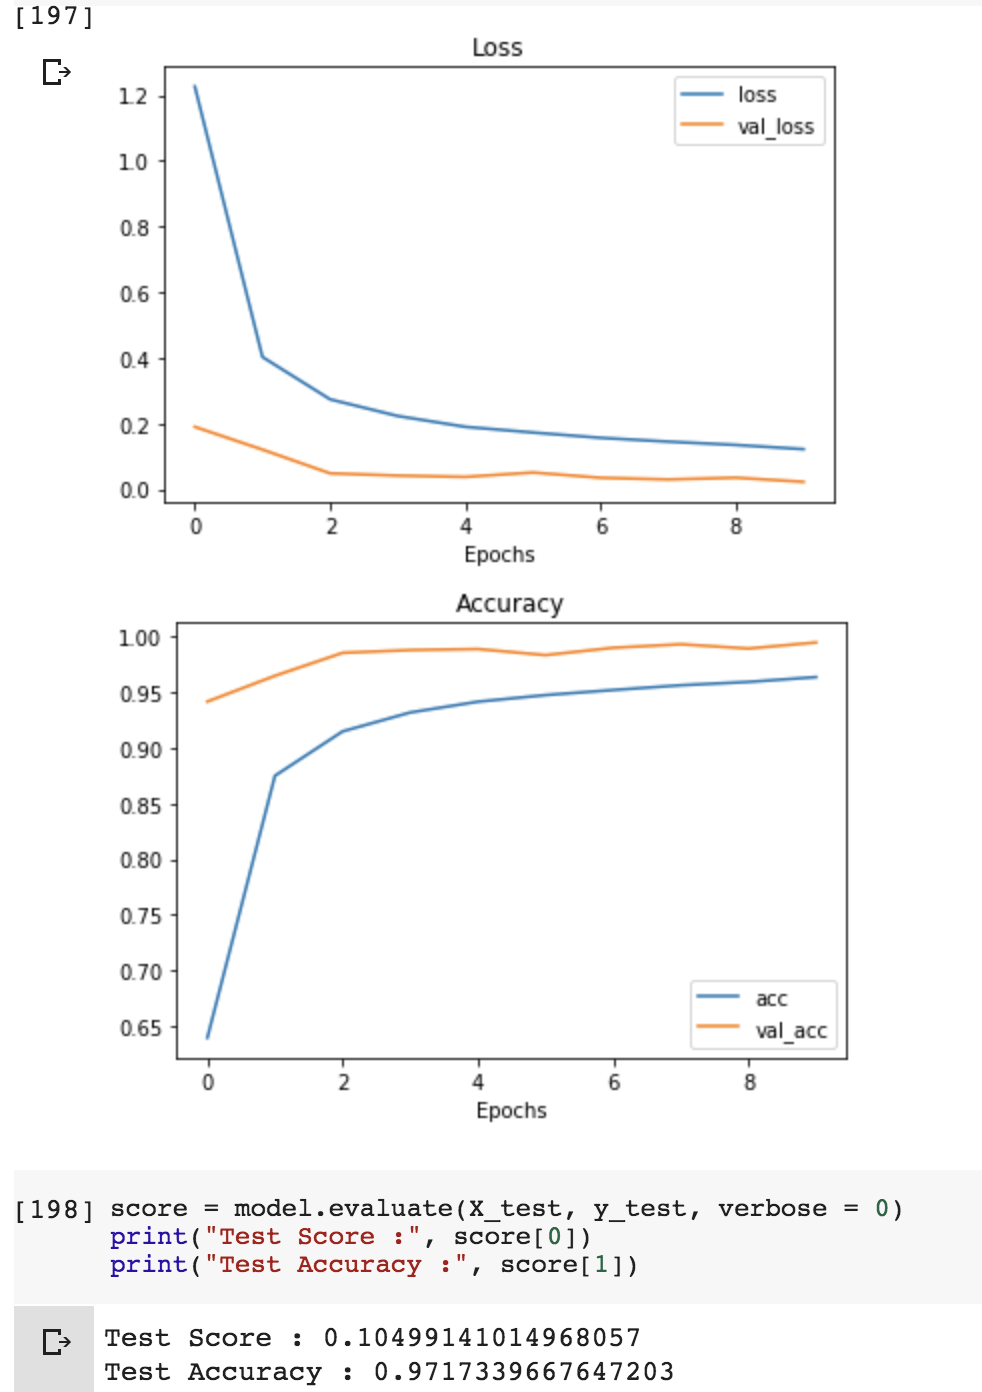 [197]
Loss
loss
val_loss
1.2
1.0
0.8
0.6
0.4
0.2
0.0
0 2 4 6 8
Epochs
Accuracy
1.00
0.95
0.90
0.85
0.80
0.75
0.70
0.65
acc
val_acc
0 2 4 6 8
Epochs
[198] score = model.evaluate(X_test, y_test, verbose = 0)
print("Test Score :", score[0])
print("Test Accuracy :", score[1])
Test Score : 0.10499141014968057
Test Accuracy : 0.9717339667647203